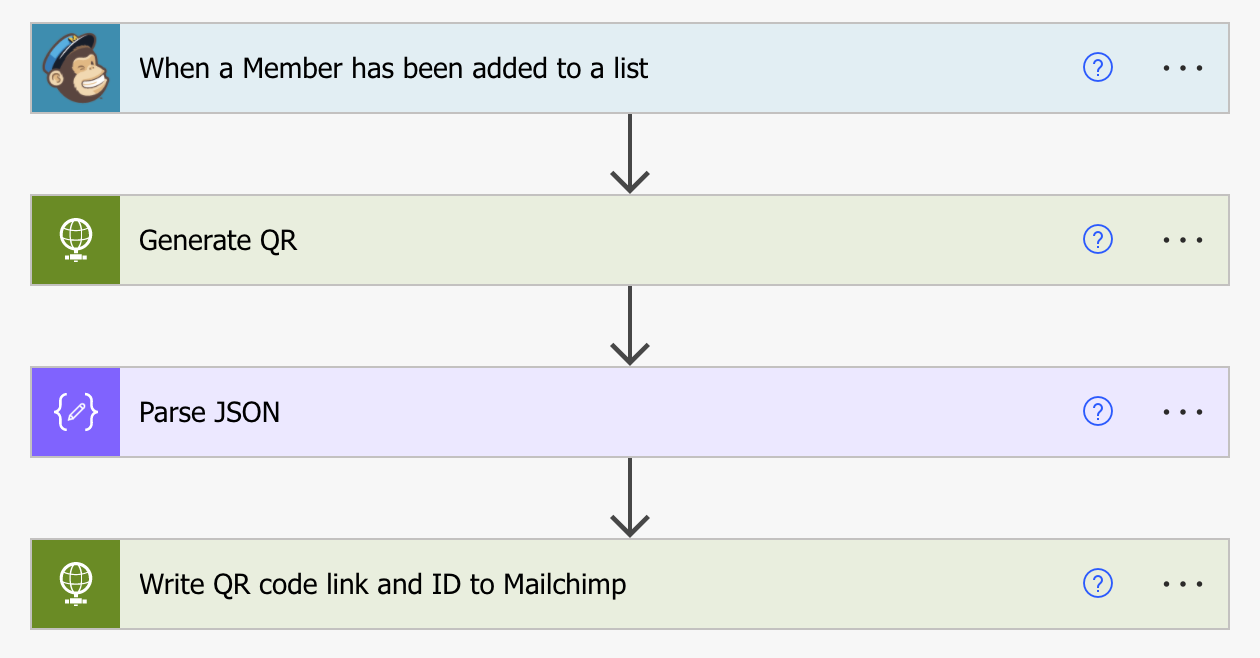 When a Member has been added to a list
Generate QR
Parse JSON
Write QR code link and ID to Mailchimp